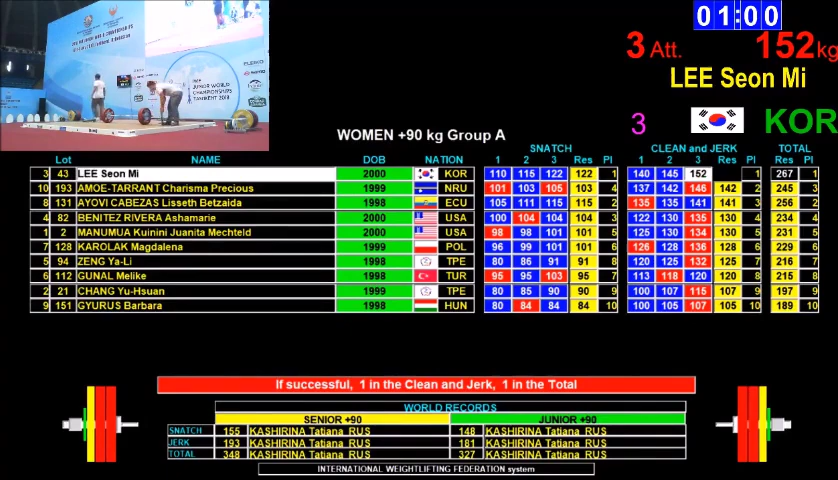 01:00
3 Att. 152kg
LEE Seon Mi
3 KOR
IWF
JUNIOR WORLD
CHAMPIONSHIPS
TASHKENT 2018
WOMEN +90 kg Group A
SNATCH CLEAN and JERK TOTAL
Lot NAME DOB NATION 1 2 3 Res Pl 1 2 3 Res Pl Res Pl
3 43 LEE Seon Mi 2000 KOR 110 115 122 122 1 140 145 152 1 267 1
10 193 AMOE-TARRANT Charisma Precious 1999 NRU 101 103 105 103 4 137 142 146 142 2 245 3
8 131 AYOVI CABEZAS Lisseth Betzaida 1998 ECU 105 111 115 115 2 135 135 141 141 3 256 2
4 82 BENITEZ RIVERA Ashamarie 2000 USA 100 104 104 104 3 122 130 135 130 4 234 4
1 2 MANUMUA Kuinini Juanita Mechteld 2000 USA 98 98 101 101 5 125 130 134 130 5 231 5
7 128 KAROLAK Magdalena 1999 POL 96 99 101 101 6 126 128 136 128 6 229 6
5 94 ZENG Ya-Li 1998 TPE 80 86 91 91 8 120 125 132 125 7 216 7
6 112 GUNAL Melike 1998 TUR 95 95 103 95 7 113 118 120 120 8 215 8
2 21 CHANG Yu-Hsuan 1999 TPE 80 85 90 90 9 100 107 115 107 9 197 9
9 151 GYURUS Barbara 1998 HUN 80 84 84 84 10 100 105 107 105 10 189 10
If successful, 1 in the Clean and Jerk, 1 in the Total
WORLD RECORDS
SENIOR +90 JUNIOR +90
SNATCH 155 KASHIRINA Tatiana RUS 148 KASHIRINA Tatiana RUS
JERK 193 KASHIRINA Tatiana RUS 181 KASHIRINA Tatiana RUS
TOTAL 348 KASHIRINA Tatiana RUS 327 KASHIRINA Tatiana RUS
INTERNATIONAL WEIGHTLIFTING FEDERATION system